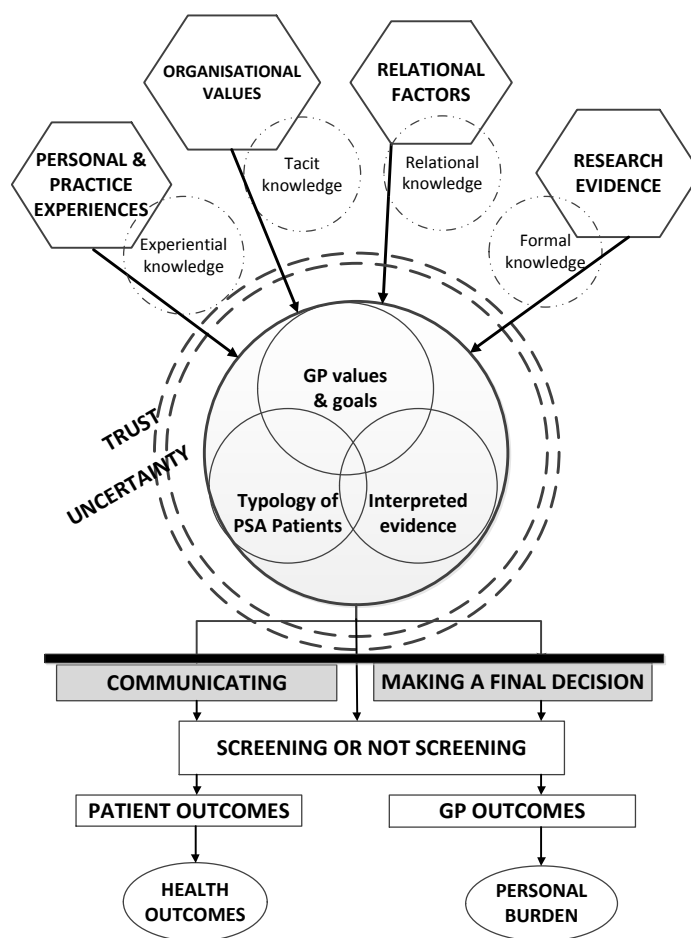 ORGANISATIONAL
VALUES
RELATIONAL
FACTORS
PERSONAL &
PRACTICE
EXPERIENCES
RESEARCH
EVIDENCE
Tacit
knowledge
Relational
knowledge
Experiential
knowledge
Formal
knowledge
GP values
& goals
TRUST
UNCERTAINTY
Typology of
PSA Patients
Interpreted
evidence
COMMUNICATING
MAKING A FINAL DECISION
SCREENING OR NOT SCREENING
PATIENT OUTCOMES
GP OUTCOMES
HEALTH
OUTCOMES
PERSONAL
BURDEN